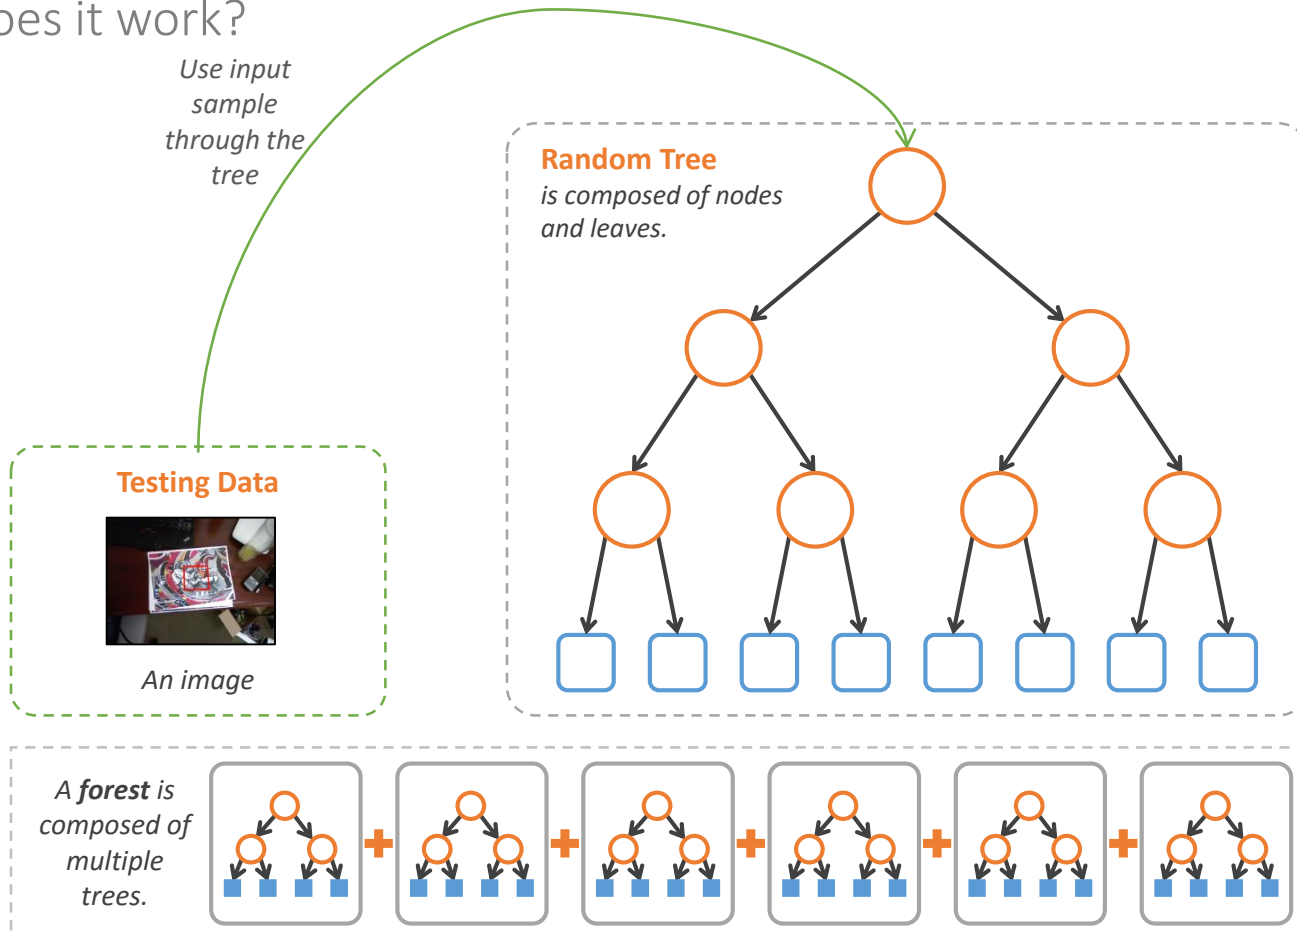 oes it work?
Use input
sample
through the
tree
Random Tree
is composed of nodes
and leaves.
Testing Data
An image
A forest is
composed of
multiple
trees.